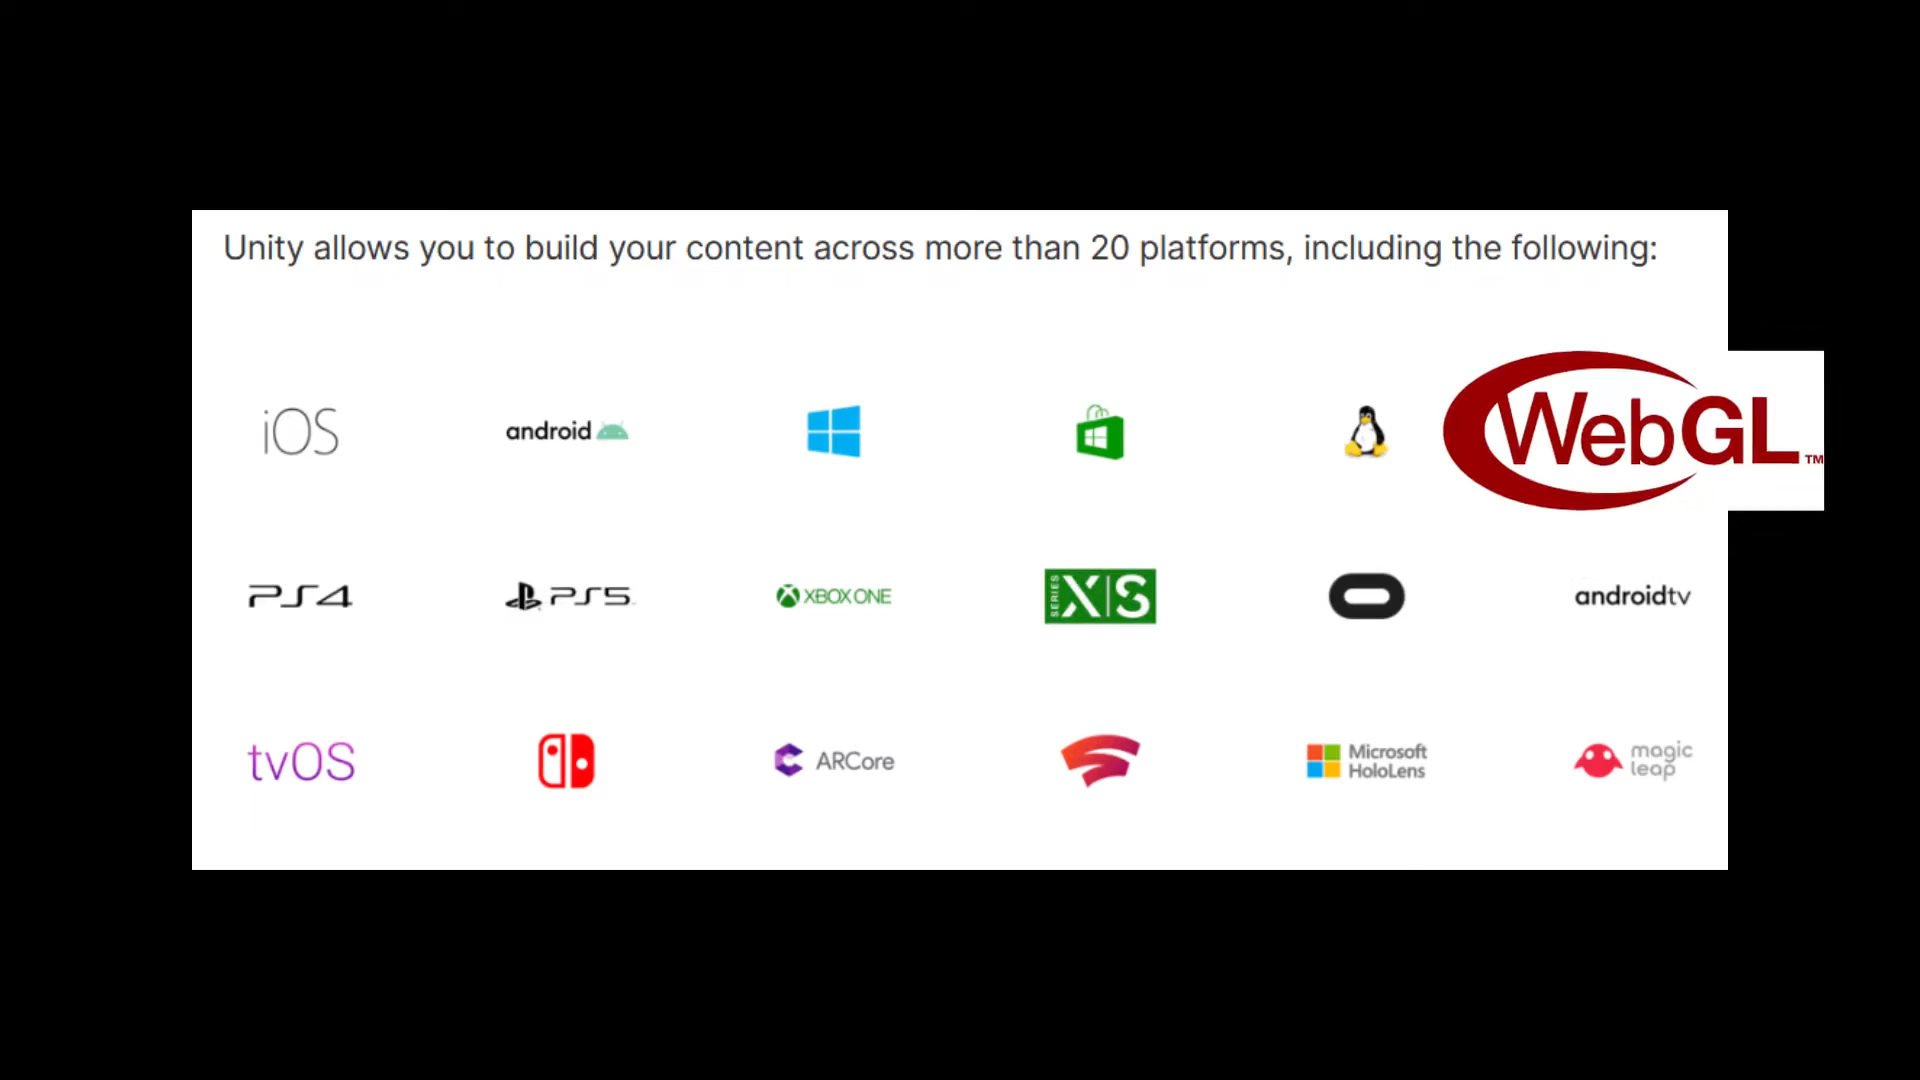 Unity allows you to build your content across more than 20 platforms, including the following:
iOS
android
WebGL™
PS4
PS5
XBOX ONE
SERIES X|S
androidtv
tvOS
ARCore
Microsoft
HoloLens
magic
leap